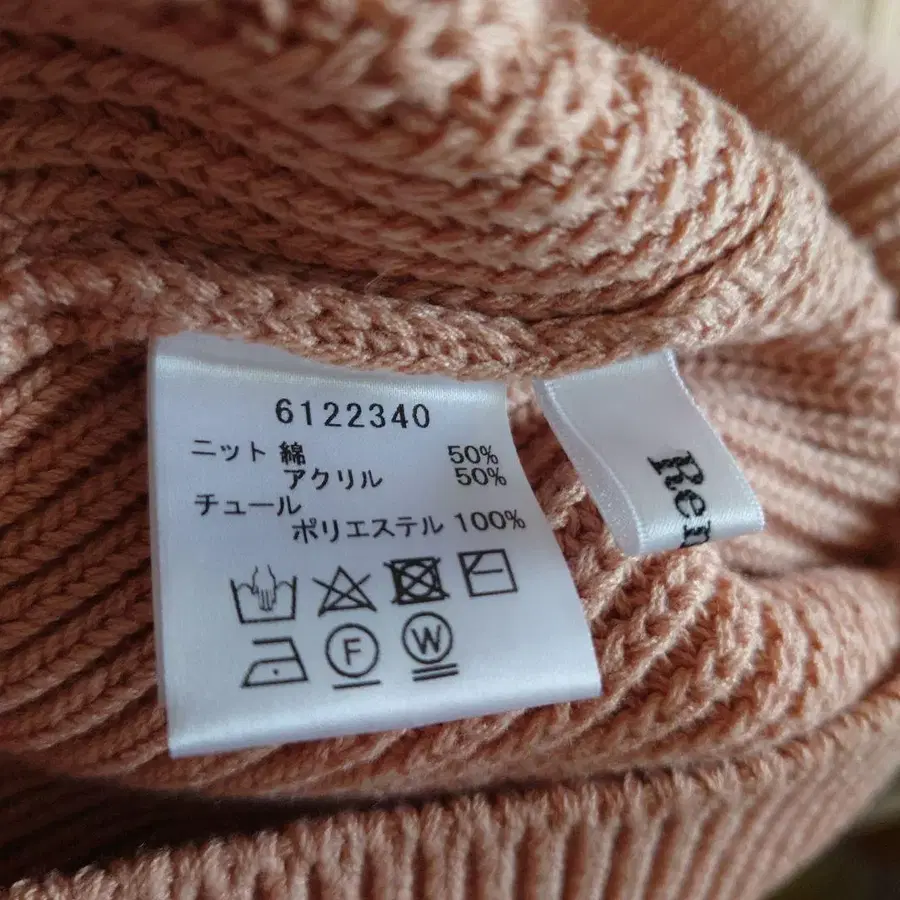 6122340
ニット 綿 50%
アクリル 50%
チュール
ポリエステル 100%
F W
Ren